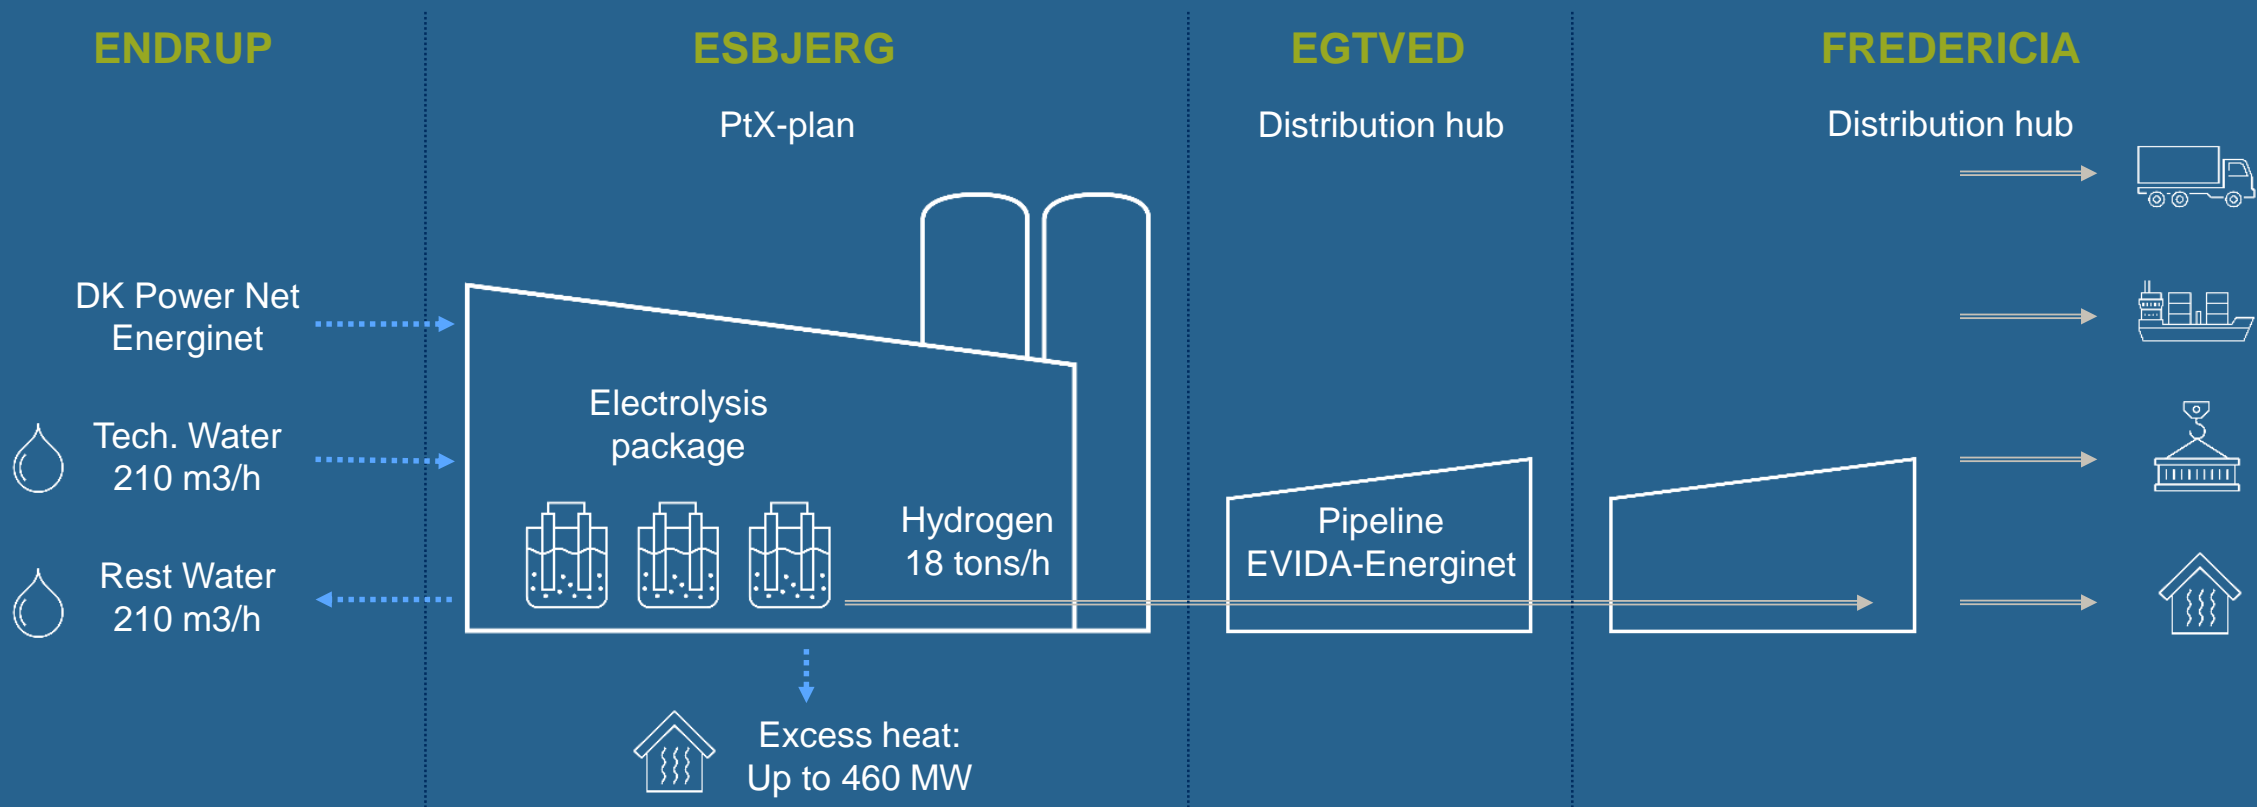 ENDRUP
DK Power Net
Energinet
Tech. Water
210 m3/h
Rest Water
210 m3/h
ESBJERG
PtX-plan
Electrolysis
package
Hydrogen
18 tons/h
Excess heat:
Up to 460 MW
EGTVED
Distribution hub
Pipeline
EVIDA-Energinet
FREDERICIA
Distribution hub